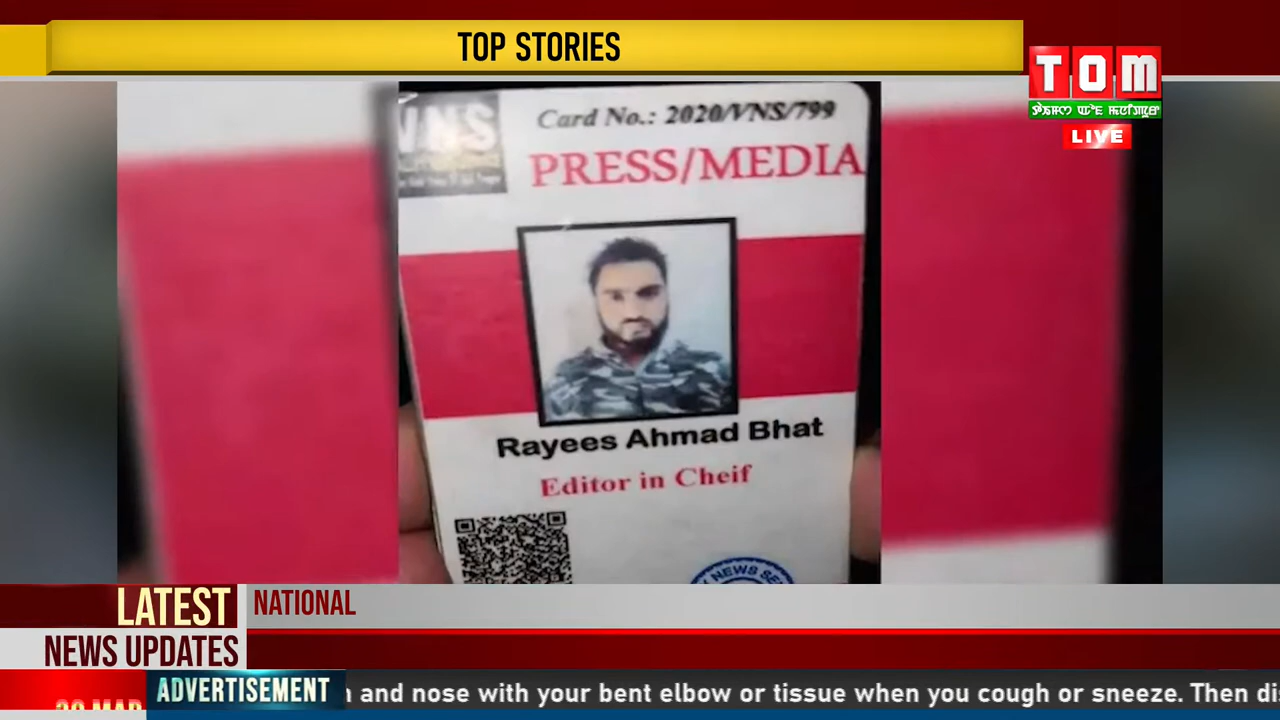 TOP STORIES
TOM
LIVE
Card No.: 2020/VNS/799
PRESS/MEDIA
Rayees Ahmad Bhat
Editor in Cheif
NEWS
LATEST
NATIONAL
NEWS UPDATES
ADVERTISEMENT
and nose with your bent elbow or tissue when you cough or sneeze. Then